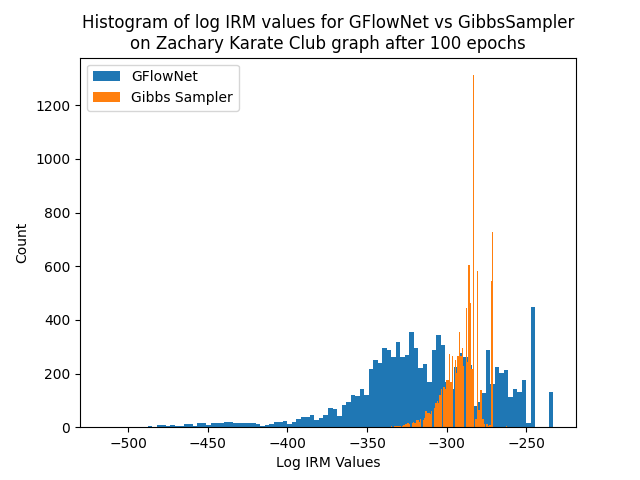 Histogram of log IRM values for GFlowNet vs GibbsSampler
on Zachary Karate Club graph after 100 epochs
GFlowNet
Gibbs Sampler
1200
1000
800
600
400
200
0
Count
−500
−450
−400
−350
−300
−250
Log IRM Values